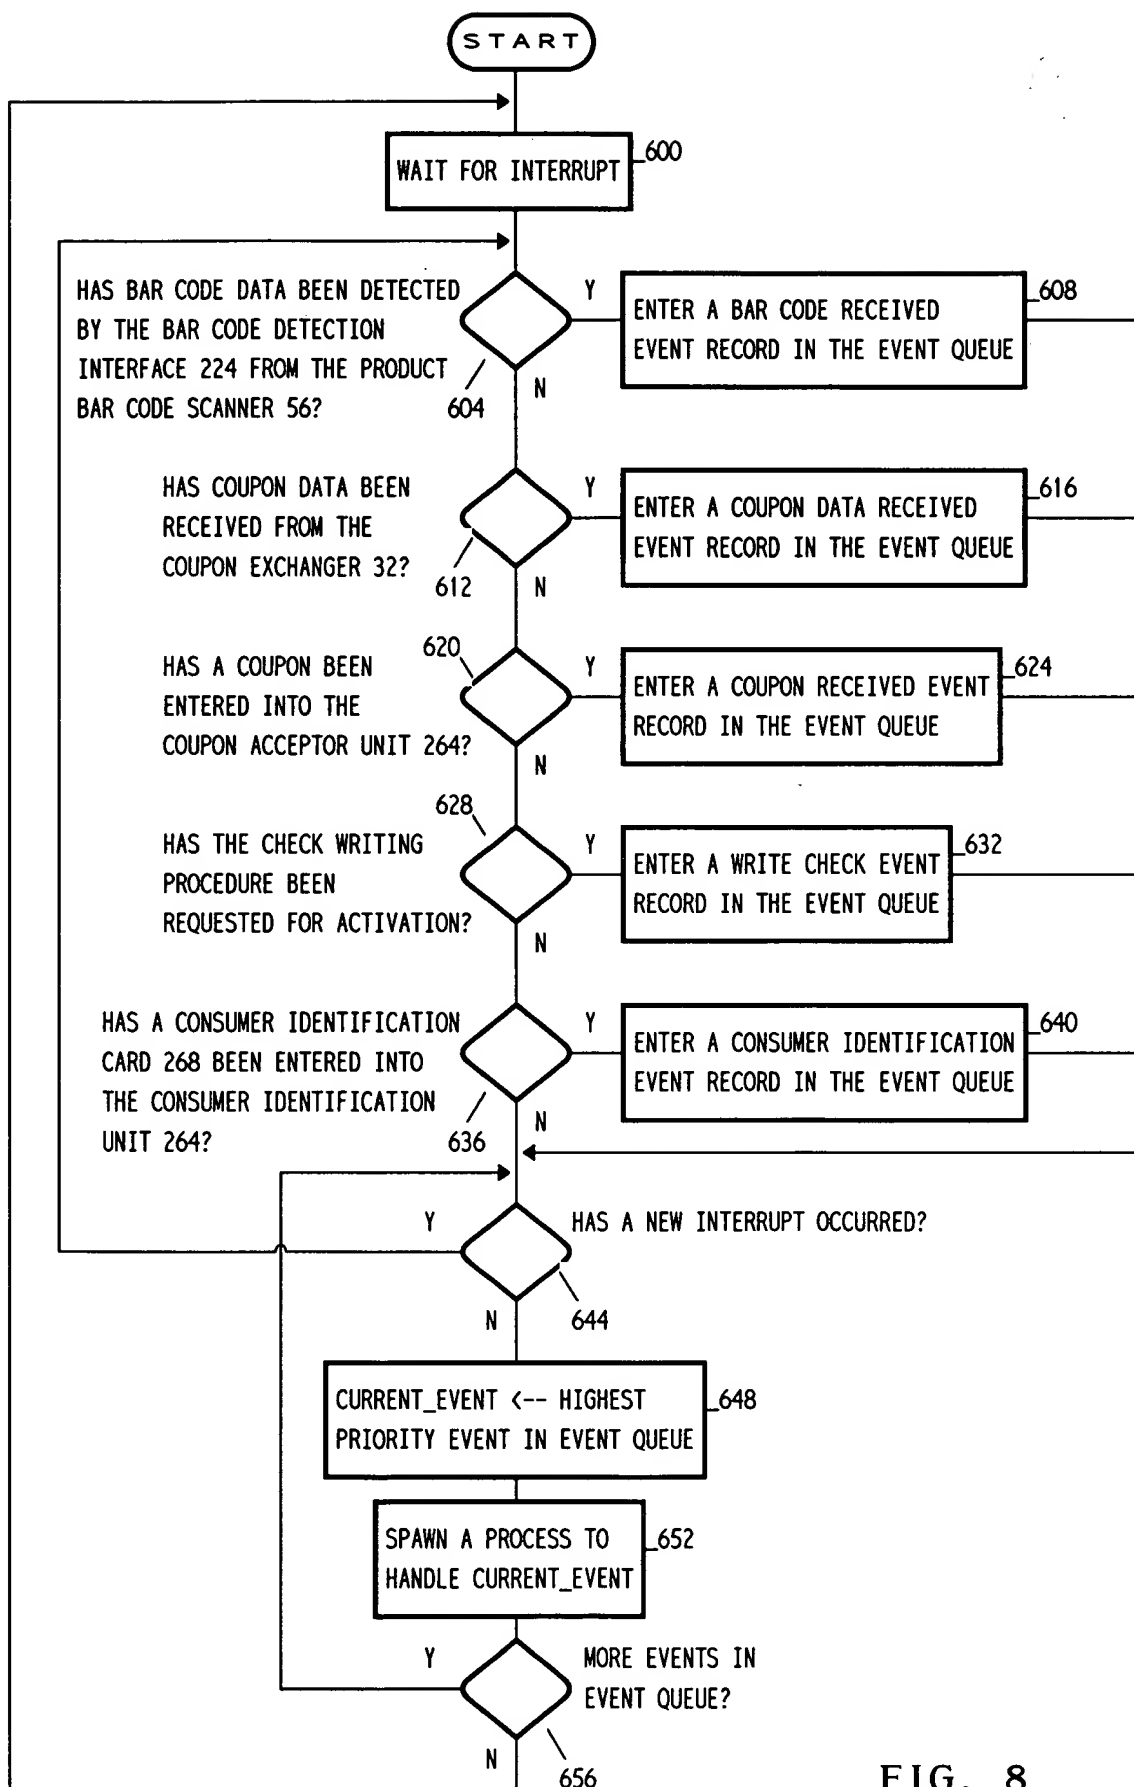 START
WAIT FOR INTERRUPT
600
HAS BAR CODE DATA BEEN DETECTED
BY THE BAR CODE DETECTION
INTERFACE 224 FROM THE PRODUCT
BAR CODE SCANNER 56?
604
Y
N
ENTER A BAR CODE RECEIVED
EVENT RECORD IN THE EVENT QUEUE
608
HAS COUPON DATA BEEN
RECEIVED FROM THE
COUPON EXCHANGER 32?
612
Y
N
ENTER A COUPON DATA RECEIVED
EVENT RECORD IN THE EVENT QUEUE
616
HAS A COUPON BEEN
ENTERED INTO THE
COUPON ACCEPTOR UNIT 264?
620
Y
N
ENTER A COUPON RECEIVED EVENT
RECORD IN THE EVENT QUEUE
624
HAS THE CHECK WRITING
PROCEDURE BEEN
REQUESTED FOR ACTIVATION?
628
Y
N
ENTER A WRITE CHECK EVENT
RECORD IN THE EVENT QUEUE
632
HAS A CONSUMER IDENTIFICATION
CARD 268 BEEN ENTERED INTO
THE CONSUMER IDENTIFICATION
UNIT 264?
636
Y
N
ENTER A CONSUMER IDENTIFICATION
EVENT RECORD IN THE EVENT QUEUE
640
Y
HAS A NEW INTERRUPT OCCURRED?
N
644
CURRENT_EVENT <-- HIGHEST
PRIORITY EVENT IN EVENT QUEUE
648
SPAWN A PROCESS TO
HANDLE CURRENT_EVENT
652
Y
MORE EVENTS IN
EVENT QUEUE?
N
656
FIG. 8